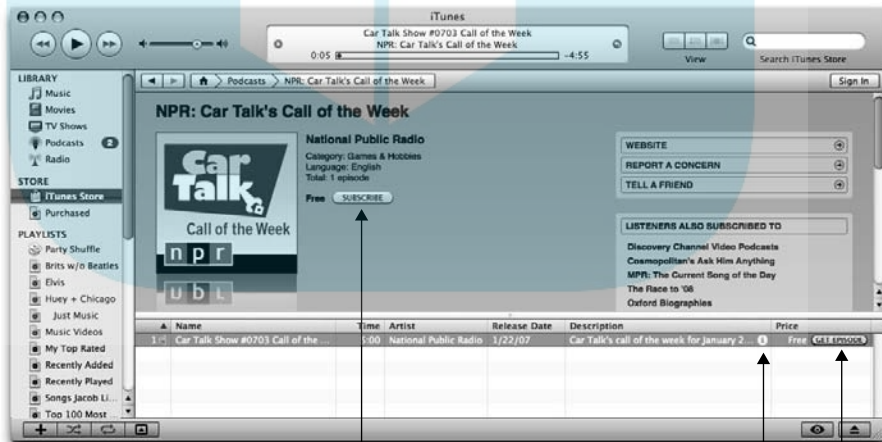 iTunes
Car Talk Show #0703 Call of the Week
NPR: Car Talk's Call of the Week
0:05
-4:55
View
Search iTunes Store
LIBRARY
Music
Movies
TV Shows
Podcasts 2
Radio
STORE
iTunes Store
Purchased
PLAYLISTS
Party Shuffle
Brits w/o Beatles
Elvis
Huey + Chicago
Just Music
Music Videos
My Top Rated
Recently Added
Recently Played
Songs Jacob Li...
Top 100 Most
Podcasts
NPR: Car Talk's Call of the Week
Sign In
NPR: Car Talk's Call of the Week
Car Talk
Call of the Week
npr
National Public Radio
Category: Games & Hobbies
Language: English
Total: 1 episode
Free SUBSCRIBE
WEBSITE
REPORT A CONCERN
TELL A FRIEND
LISTENERS ALSO SUBSCRIBED TO
Discovery Channel Video Podcasts
Cosmopolitan's Ask Him Anything
MPR: The Current Song of the Day
The Race to '08
Oxford Biographies
Name Time Artist Release Date Description Price
1 Car Talk Show #0703 Call of the ... 5:00 National Public Radio 1/22/07 Car Talk's call of the week for January 2... Free GET EPISODE